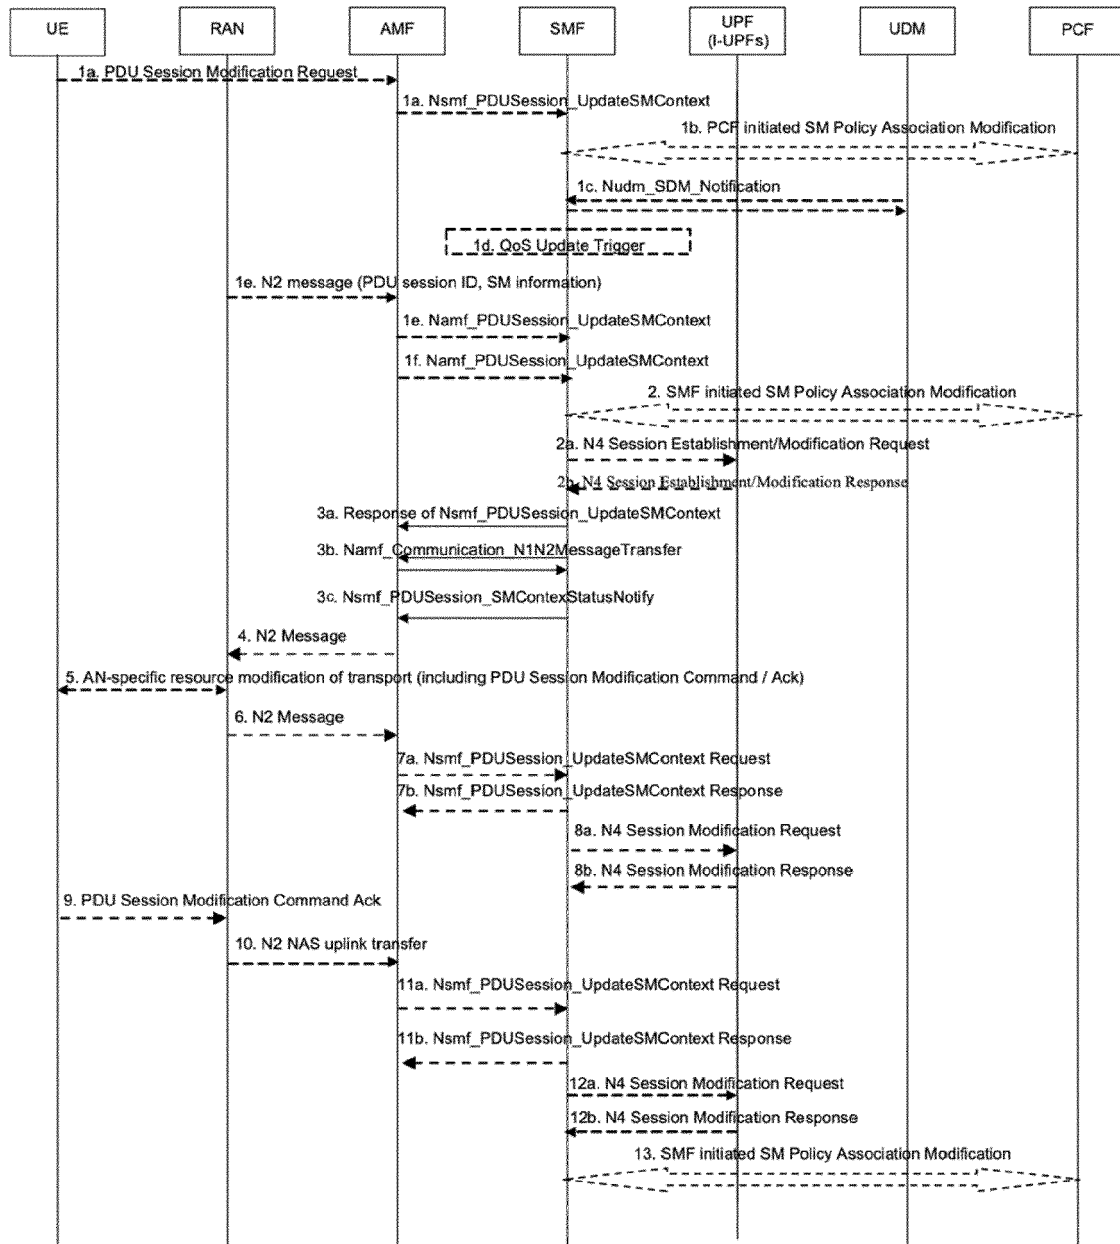 UE
RAN
AMF
SMF
UPF
(I-UPFs)
UDM
PCF
1a. PDU Session Modification Request
1a. Nsmf_PDUSession_UpdateSMContext
1b. PCF initiated SM Policy Association Modification
1c. Nudm_SDM_Notification
1d. QoS Update Trigger
1e. N2 message (PDU session ID, SM information)
1e. Namf_PDUSession_UpdateSMContext
1f. Namf_PDUSession_UpdateSMContext
2. SMF initiated SM Policy Association Modification
2a. N4 Session Establishment/Modification Request
2b. N4 Session Establishment/Modification Response
3a. Response of Nsmf_PDUSession_UpdateSMContext
3b. Namf_Communication_N1N2MessageTransfer
3c. Nsmf_PDUSession_SMContexStatusNotify
4. N2 Message
5. AN-specific resource modification of transport (including PDU Session Modification Command / Ack)
6. N2 Message
7a. Nsmf_PDUSession_UpdateSMContext Request
7b. Nsmf_PDUSession_UpdateSMContext Response
8a. N4 Session Modification Request
8b. N4 Session Modification Response
9. PDU Session Modification Command Ack
10. N2 NAS uplink transfer
11a. Nsmf_PDUSession_UpdateSMContext Request
11b. Nsmf_PDUSession_UpdateSMContext Response
12a. N4 Session Modification Request
12b. N4 Session Modification Response
13. SMF initiated SM Policy Association Modification